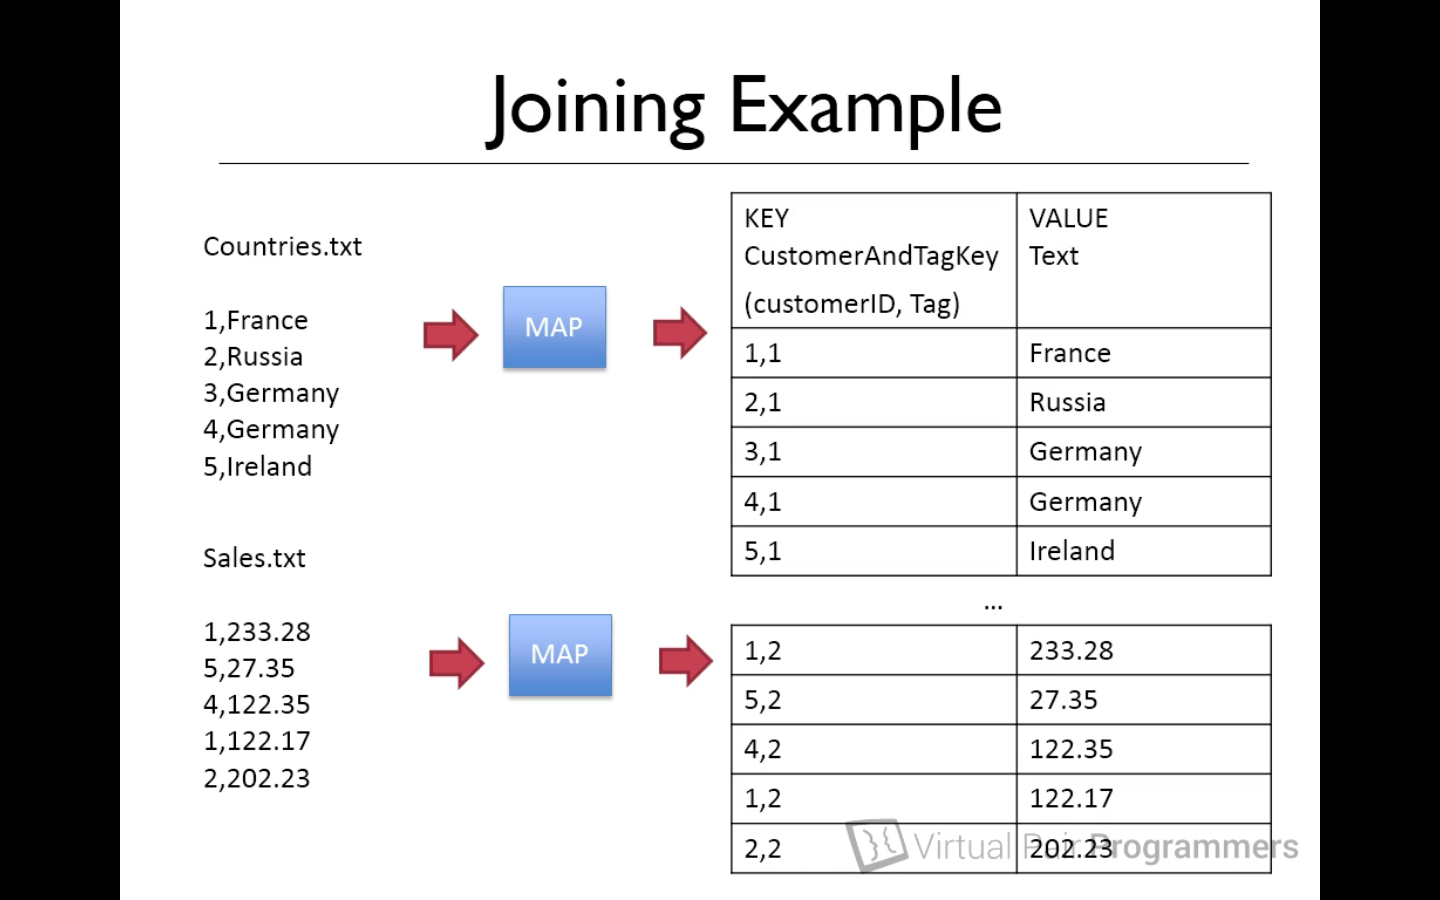 Joining Example
Countries.txt
1,France
2,Russia
3,Germany
4,Germany
5,Ireland
MAP
KEY
CustomerAndTagKey
(customerID, Tag)
VALUE
Text
1,1 France
2,1 Russia
3,1 Germany
4,1 Germany
5,1 Ireland
...
Sales.txt
1,233.28
5,27.35
4,122.35
1,122.17
2,202.23
MAP
1,2 233.28
5,2 27.35
4,2 122.35
1,2 122.17
2,2 202.23
Virtual Pair Programmers